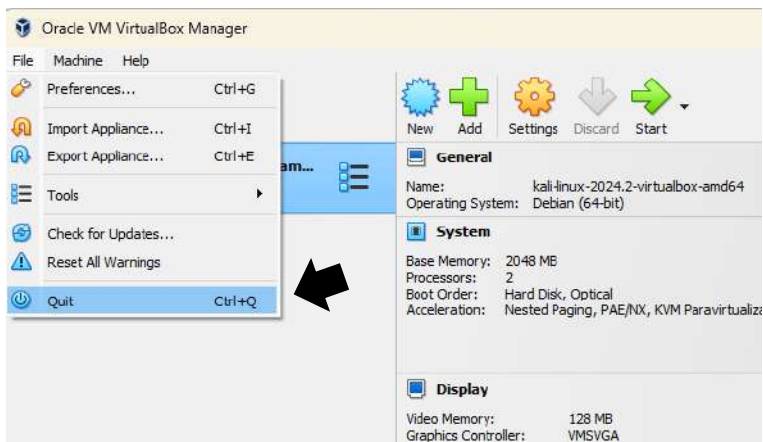 Oracle VM VirtualBox Manager
File Machine Help
Preferences... Ctrl+G
Import Appliance... Ctrl+I
Export Appliance... Ctrl+E
Tools
Check for Updates...
Reset All Warnings
Quit Ctrl+Q
am...
New Add Settings Discard Start
General
Name: kali-linux-2024.2-virtualbox-amd64
Operating System: Debian (64-bit)
System
Base Memory: 2048 MB
Processors: 2
Boot Order: Hard Disk, Optical
Acceleration: Nested Paging, PAE/NX, KVM Paravirtualiza
Display
Video Memory: 128 MB
Graphics Controller: VMSVGA